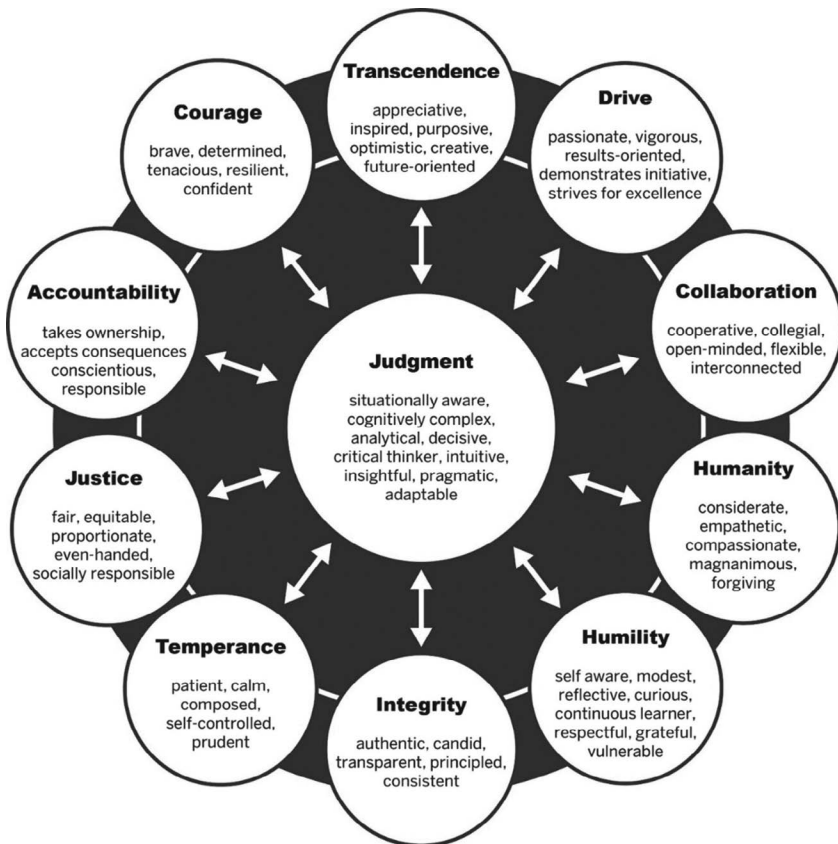 Transcendence
appreciative,
inspired, purposive,
optimistic, creative,
future-oriented
Drive
passionate, vigorous,
results-oriented,
demonstrates initiative,
strives for excellence
Collaboration
cooperative, collegial,
open-minded, flexible,
interconnected
Humanity
considerate,
empathetic,
compassionate,
magnanimous,
forgiving
Humility
self aware, modest,
reflective, curious,
continuous learner,
respectful, grateful,
vulnerable
Integrity
authentic, candid,
transparent, principled,
consistent
Temperance
patient, calm,
composed,
self-controlled,
prudent
Justice
fair, equitable,
proportionate,
even-handed,
socially responsible
Accountability
takes ownership,
accepts consequences
conscientious,
responsible
Courage
brave, determined,
tenacious, resilient,
confident
Judgment
situationally aware,
cognitively complex,
analytical, decisive,
critical thinker, intuitive,
insightful, pragmatic,
adaptable